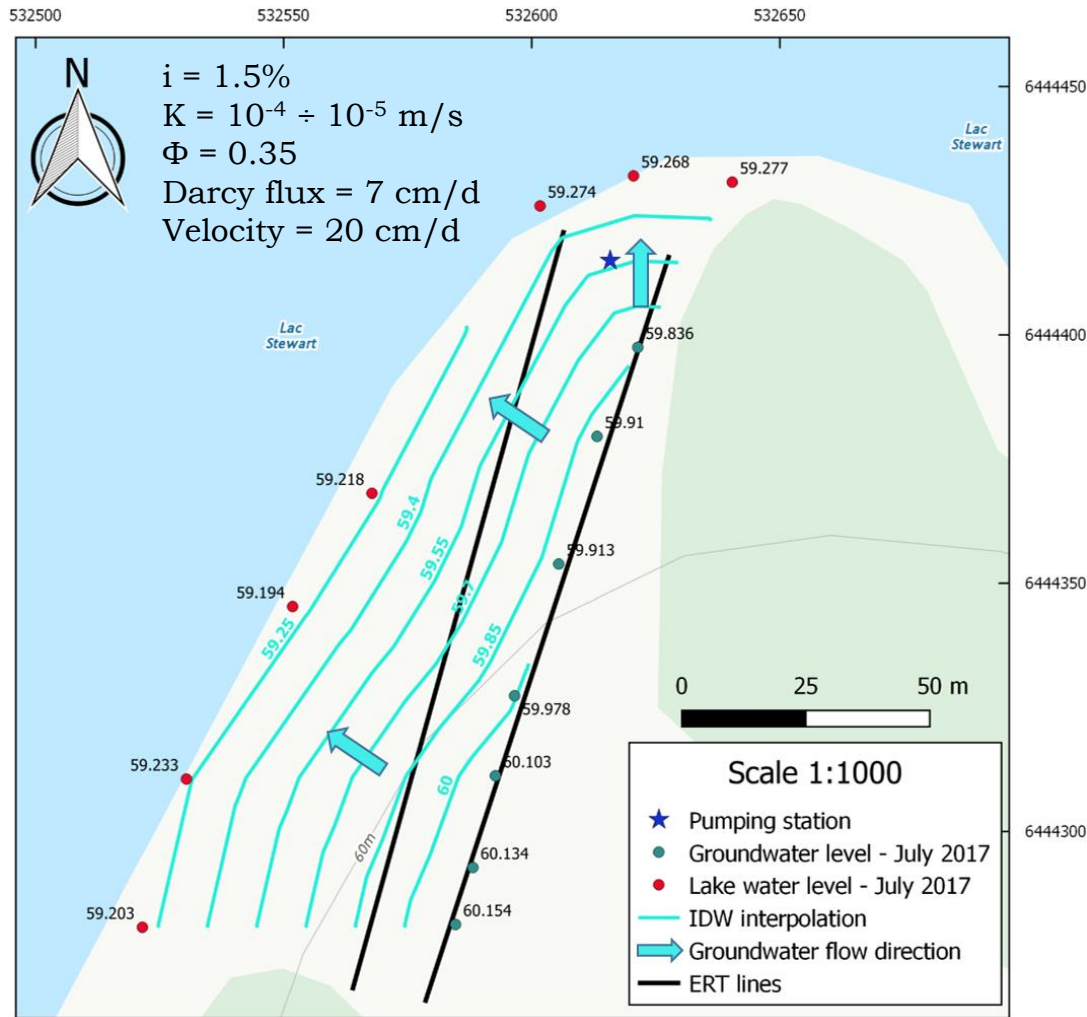 532500 532550 532600 532650
N
i = 1.5%
K = 10⁻⁴ ÷ 10⁻⁵ m/s
Φ = 0.35
Darcy flux = 7 cm/d
Velocity = 20 cm/d
6444450
Lac
Stewart
59.268
59.277
59.274
Lac
Stewart
6444400
59.836
59.91
59.218
59.4
59.55
59.913
59.7
6444350
59.194
59.25
59.85
0 25 50 m
59.978
59.233
60.103
60
60m
60.134
6444300
59.203
60.154
Scale 1:1000
Pumping station
Groundwater level - July 2017
Lake water level - July 2017
IDW interpolation
Groundwater flow direction
ERT lines